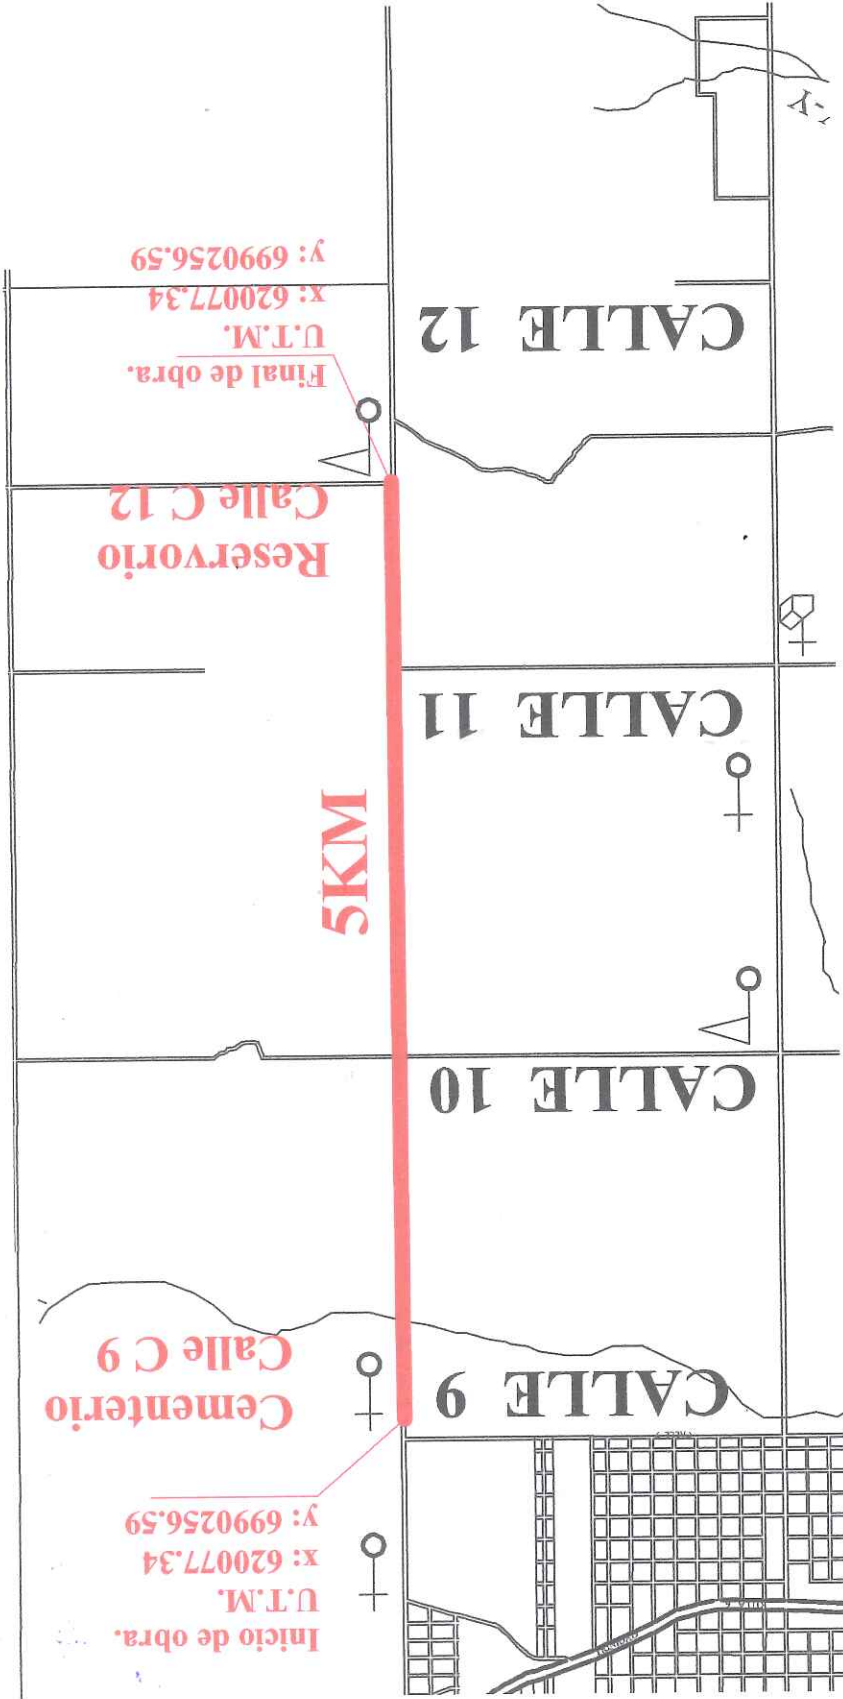 Inicio de obra.
U.T.M.
x: 620077.34
y: 6990256.59
CALLE 9
Cementerio
Calle C 9
CALLE 10
5KM
CALLE 11
Reservorio
Calle C 12
Final de obra.
U.T.M.
x: 620077.34
y: 6990256.59
CALLE 12